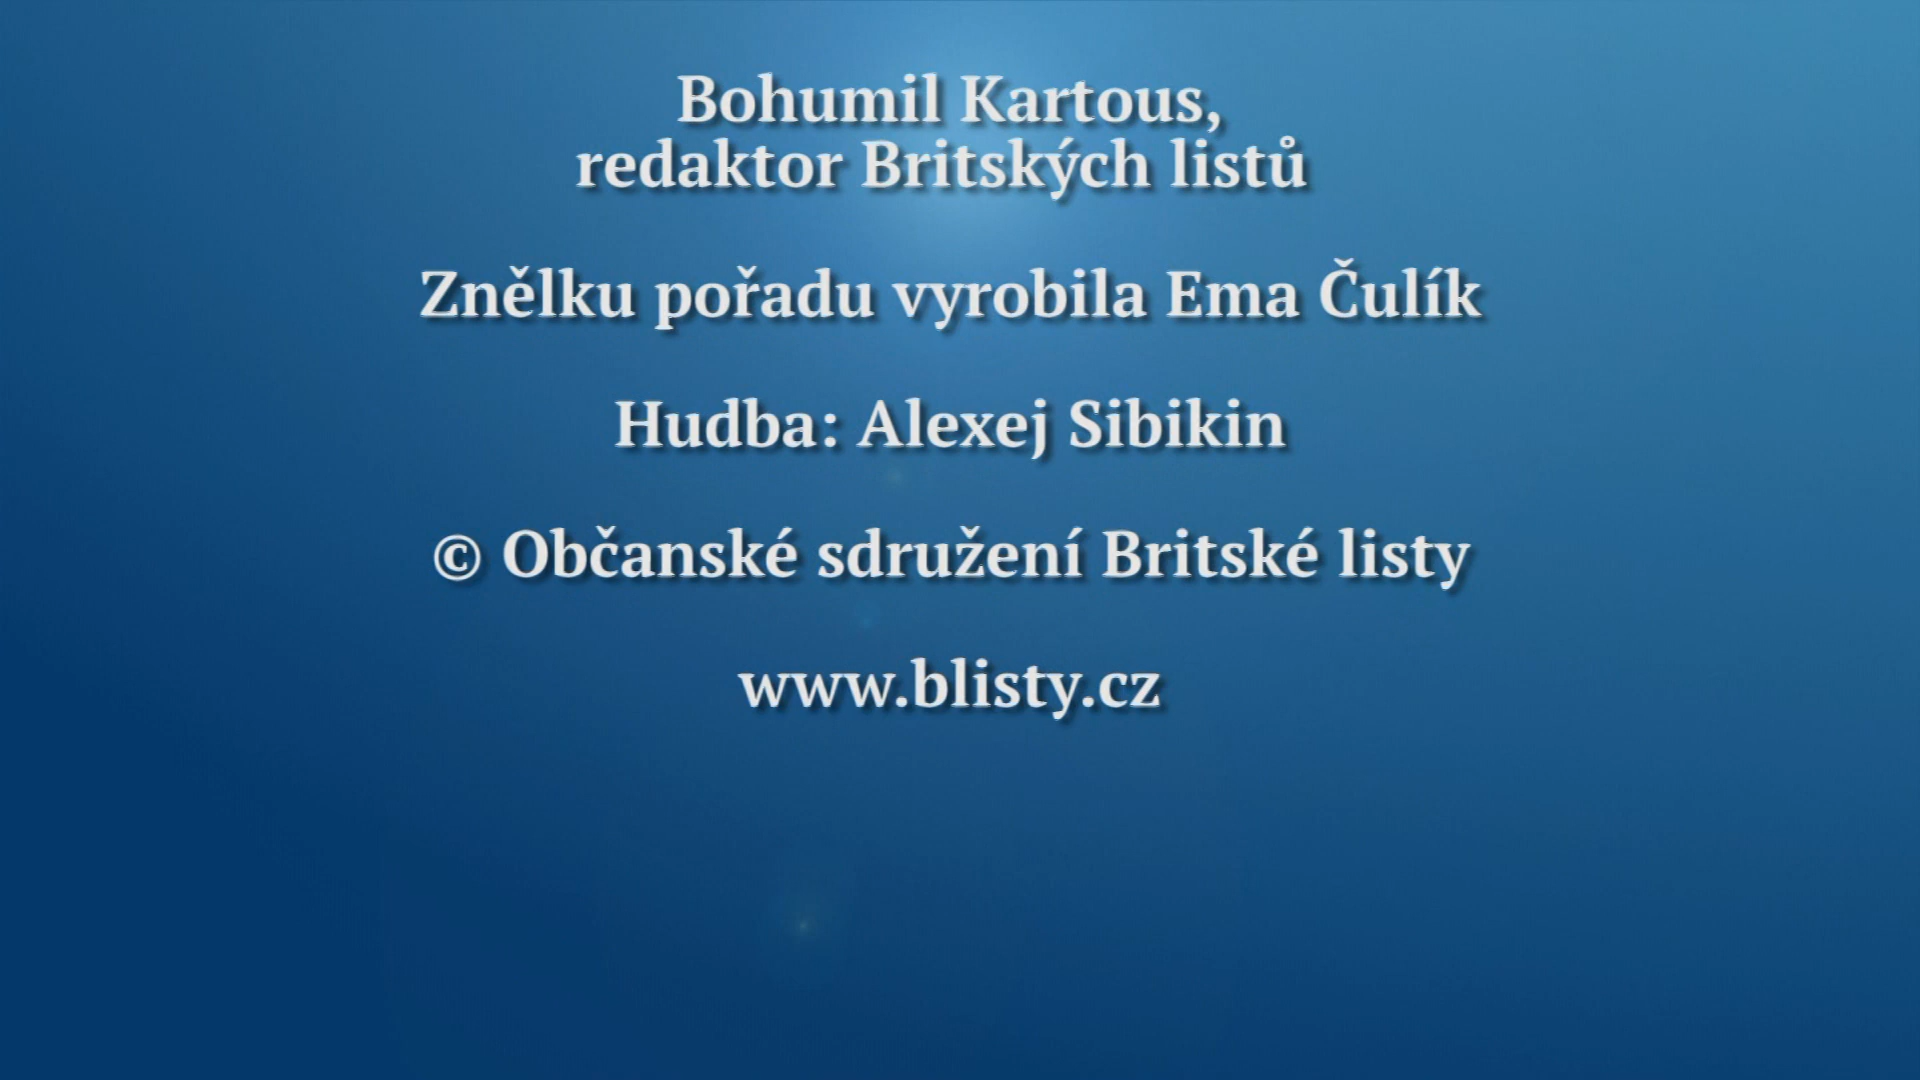 Bohumil Kartous,
redaktor Britských listů
Znělku pořadu vyrobila Ema Čulík
Hudba: Alexej Sibikin
© Občanské sdružení Britské listy
www.blisty.cz